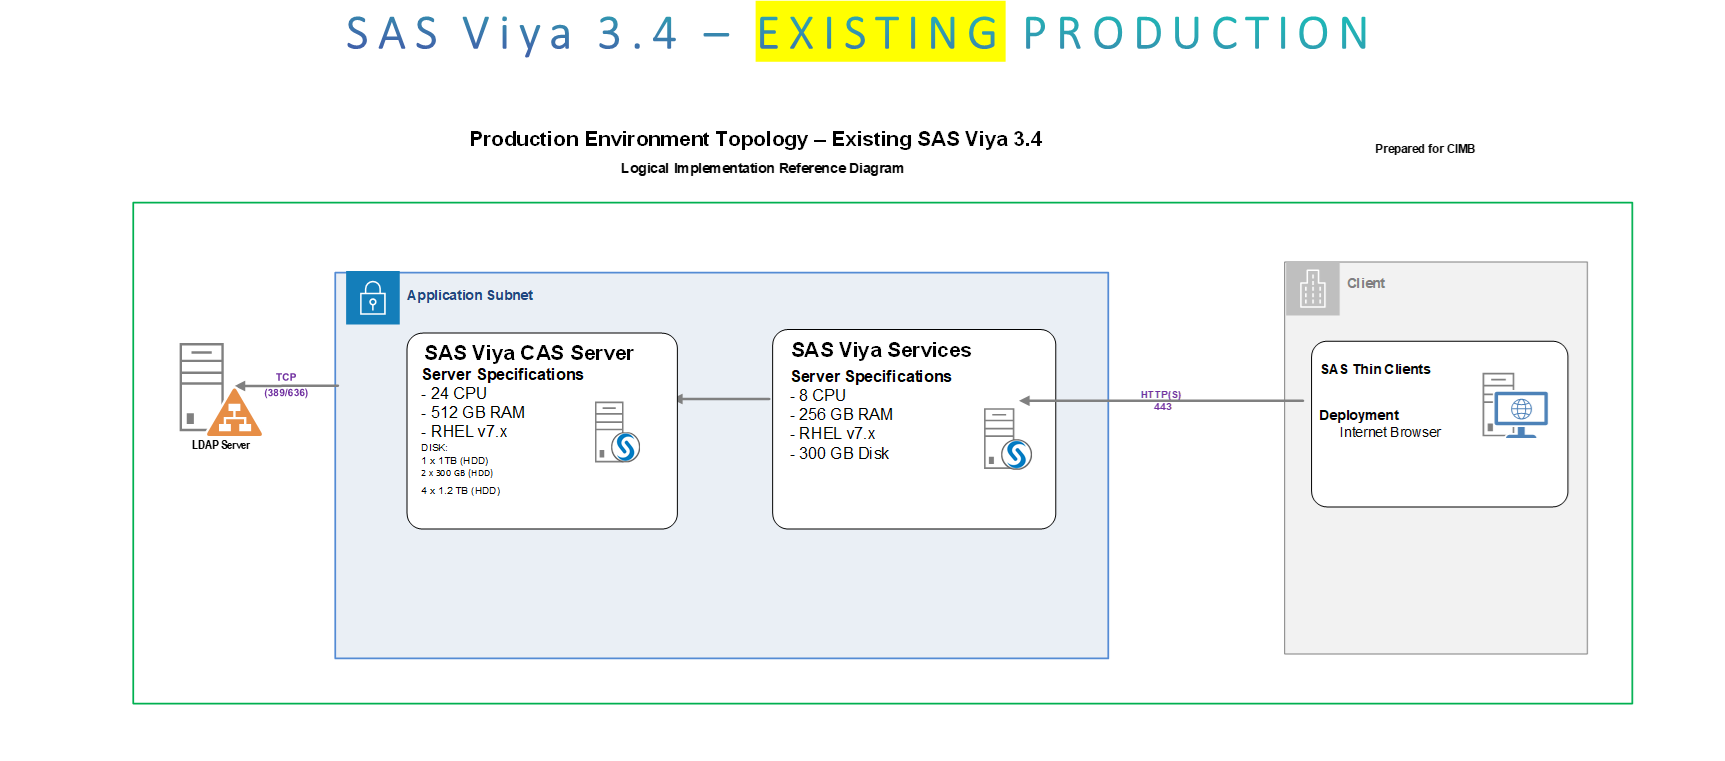 SAS Viya 3.4 – EXISTING PRODUCTION
Production Environment Topology – Existing SAS Viya 3.4
Logical Implementation Reference Diagram
Prepared for CIMB
Application Subnet
Client
SAS Viya CAS Server
Server Specifications
- 24 CPU
- 512 GB RAM
- RHEL v7.x
DISK:
1 x 1TB (HDD)
2 x 300 GB (HDD)
4 x 1.2 TB (HDD)
SAS Viya Services
Server Specifications
- 8 CPU
- 256 GB RAM
- RHEL v7.x
- 300 GB Disk
SAS Thin Clients
Deployment
Internet Browser
TCP
(389/636)
LDAP Server
HTTP(S)
443